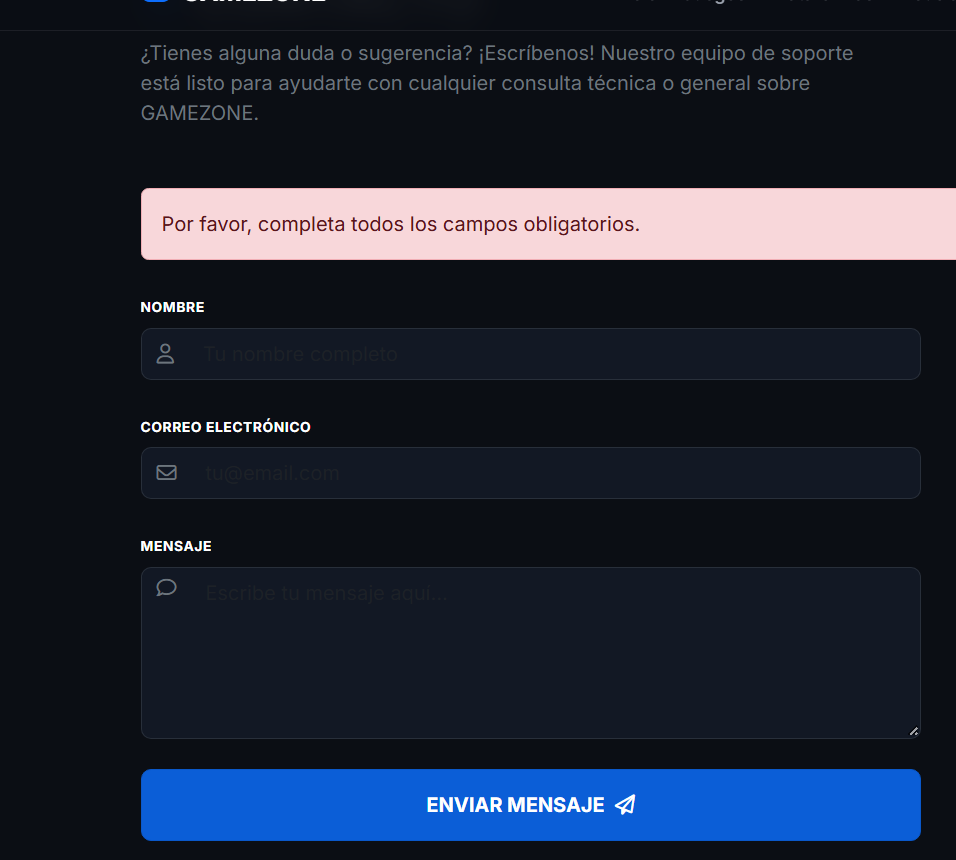 GAMEZONE
¿Tienes alguna duda o sugerencia? ¡Escríbenos! Nuestro equipo de soporte
está listo para ayudarte con cualquier consulta técnica o general sobre
GAMEZONE.
Por favor, completa todos los campos obligatorios.
NOMBRE
Tu nombre completo
CORREO ELECTRÓNICO
tu@email.com
MENSAJE
Escribe tu mensaje aquí...
ENVIAR MENSAJE